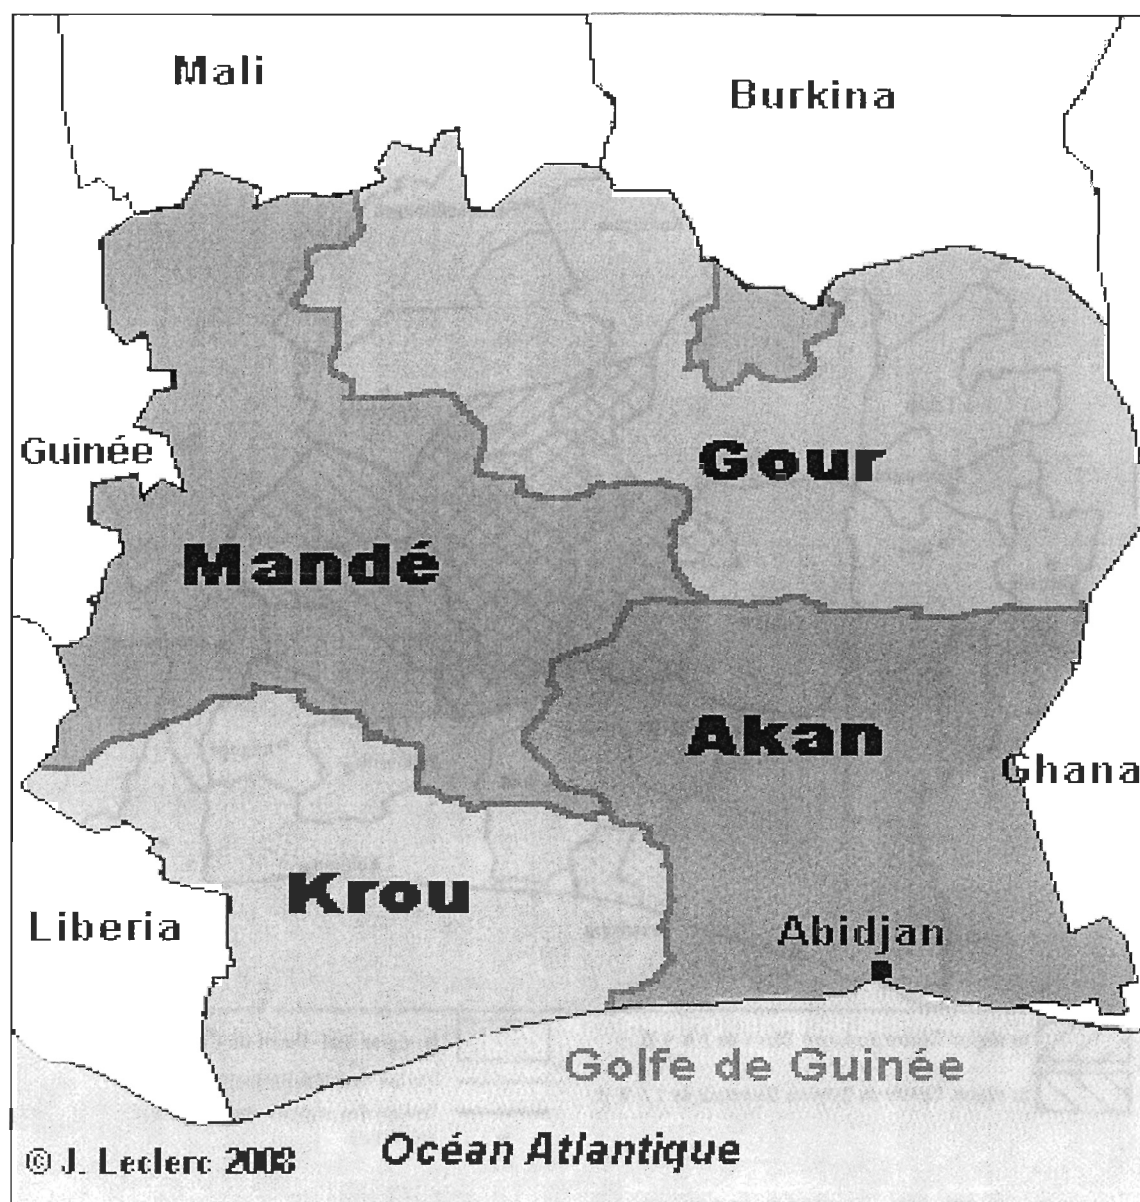 Mali
Burkina
Guinée
Gour
Mandé
Akan
Ghana
Krou
Liberia
Abidjan
Golfe de Guinée
Océan Atlantique
© J. Leclerc 2008